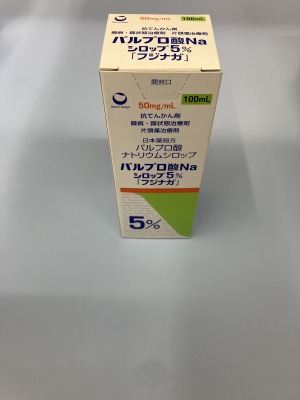 50mg/mL 100mL
抗てんかん剤
躁病・躁状態治療剤 片頭痛治療剤
バルプロ酸Na
シロップ5%
「フジナガ」
開封口
50mg/mL 100mL
抗てんかん剤
躁病・躁状態治療剤
片頭痛治療剤
日本薬局方
バルプロ酸
ナトリウムシロップ
バルプロ酸Na
シロップ5%
「フジナガ」
5%